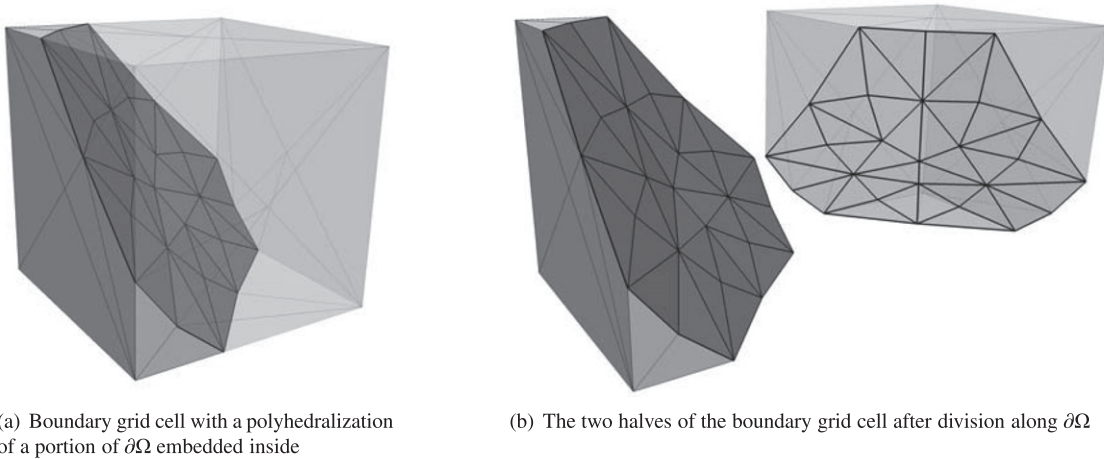 (a) Boundary grid cell with a polyhedralization
of a portion of ∂Ω embedded inside
(b) The two halves of the boundary grid cell after division along ∂Ω